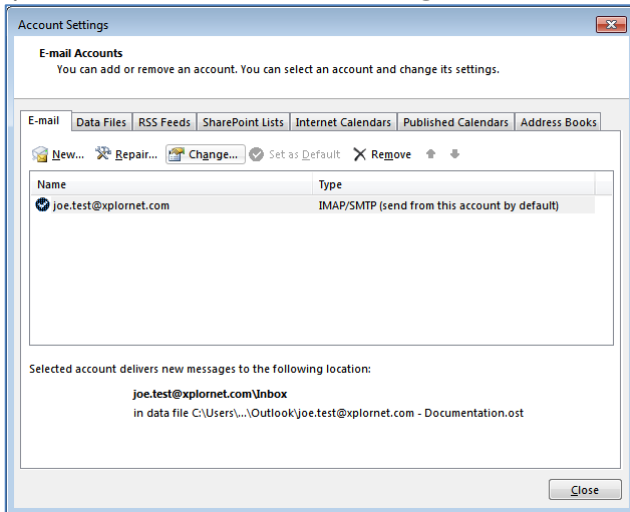 Account Settings
E-mail Accounts
You can add or remove an account. You can select an account and change its settings.
E-mail Data Files RSS Feeds SharePoint Lists Internet Calendars Published Calendars Address Books
New... Repair... Change... Set as Default Remove
Name Type
joe.test@xplornet.com IMAP/SMTP (send from this account by default)
Selected account delivers new messages to the following location:
joe.test@xplornet.com\Inbox
in data file C:\Users\...\Outlook\joe.test@xplornet.com - Documentation.ost
Close